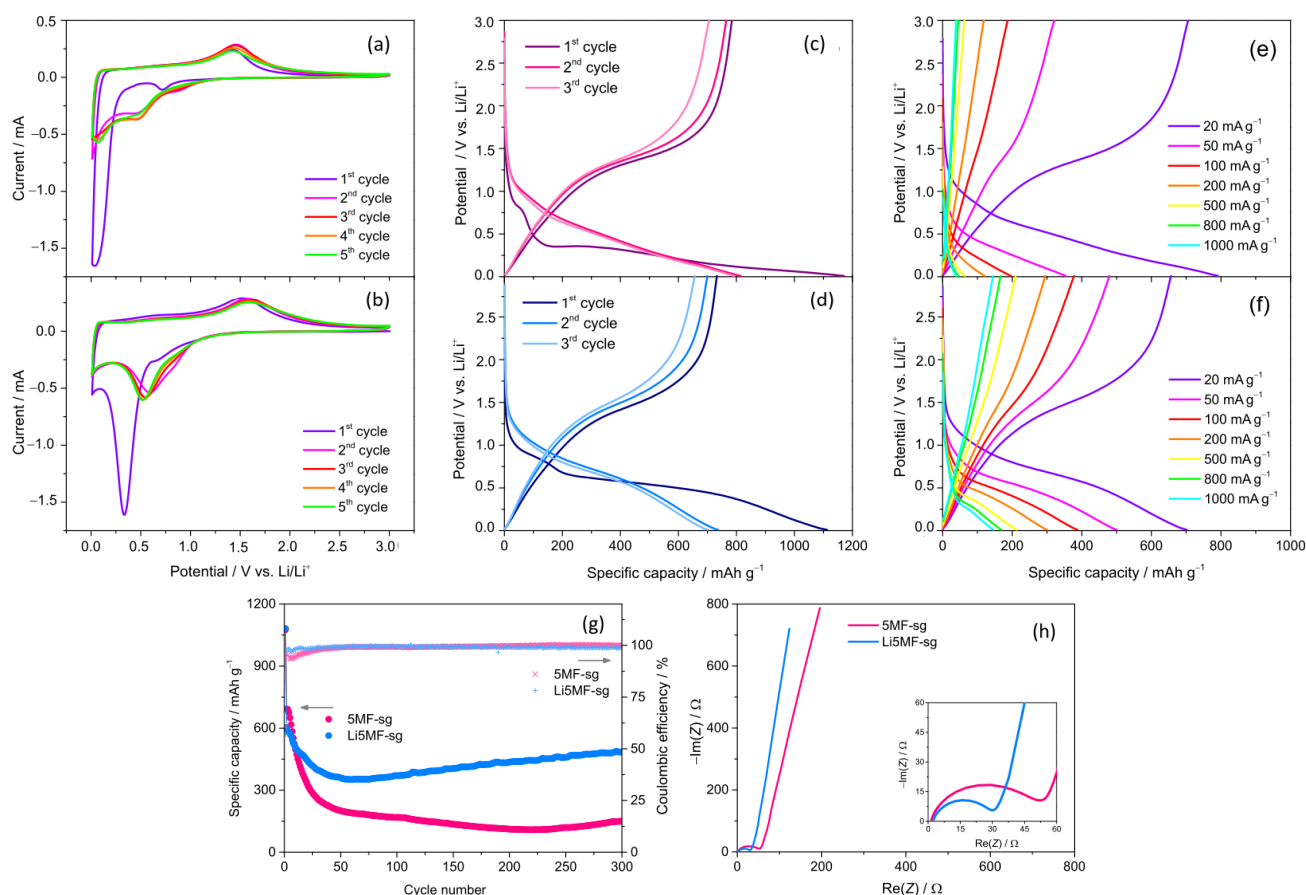 (a)
0.5
0.0
−0.5
−1.0
−1.5
Current / mA
1st cycle
2nd cycle
3rd cycle
4th cycle
5th cycle
(b)
0.0
−0.5
−1.0
−1.5
Current / mA
1st cycle
2nd cycle
3rd cycle
4th cycle
5th cycle
0.0 0.5 1.0 1.5 2.0 2.5 3.0
Potential / V vs. Li/Li+
(c)
3.0
2.5
2.0
1.5
1.0
0.5
0.0
Potential / V vs. Li/Li+
1st cycle
2nd cycle
3rd cycle
(d)
2.5
2.0
1.5
1.0
0.5
0.0
Potential / V vs. Li/Li+
1st cycle
2nd cycle
3rd cycle
0 200 400 600 800 1000 1200
Specific capacity / mAh g−1
(e)
3.0
2.5
2.0
1.5
1.0
0.5
0.0
Potential / V vs. Li/Li+
20 mA g−1
50 mA g−1
100 mA g−1
200 mA g−1
500 mA g−1
800 mA g−1
1000 mA g−1
(f)
2.5
2.0
1.5
1.0
0.5
0.0
Potential / V vs. Li/Li+
20 mA g−1
50 mA g−1
100 mA g−1
200 mA g−1
500 mA g−1
800 mA g−1
1000 mA g−1
0 200 400 600 800 1000
Specific capacity / mAh g−1
(g)
1200
900
600
300
0
Specific capacity / mAh g−1
100
75
50
25
0
Coulombic efficiency / %
5MF-sg
Li5MF-sg
5MF-sg
Li5MF-sg
0 50 100 150 200 250 300
Cycle number
(h)
800
600
400
200
0
−Im(Z) / Ω
5MF-sg
Li5MF-sg
60
45
30
15
0
−Im(Z) / Ω
0 15 30 45 60
Re(Z) / Ω
0 200 400 600 800
Re(Z) / Ω